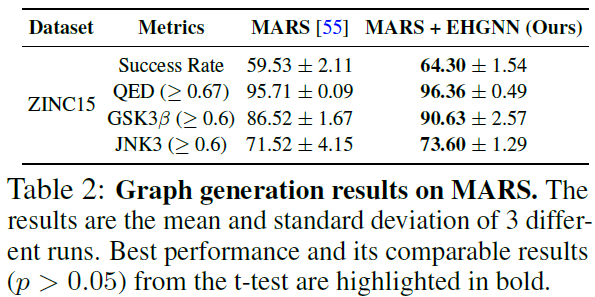 Dataset Metrics MARS [55] MARS + EHGNN (Ours)
Success Rate 59.53 ± 2.11 64.30 ± 1.54
QED (≥ 0.67) 95.71 ± 0.09 96.36 ± 0.49
ZINC15
GSK3β (≥ 0.6) 86.52 ± 1.67 90.63 ± 2.57
JNK3 (≥ 0.6) 71.52 ± 4.15 73.60 ± 1.29
Table 2: Graph generation results on MARS. The
results are the mean and standard deviation of 3 differ-
ent runs. Best performance and its comparable results
(p > 0.05) from the t-test are highlighted in bold.